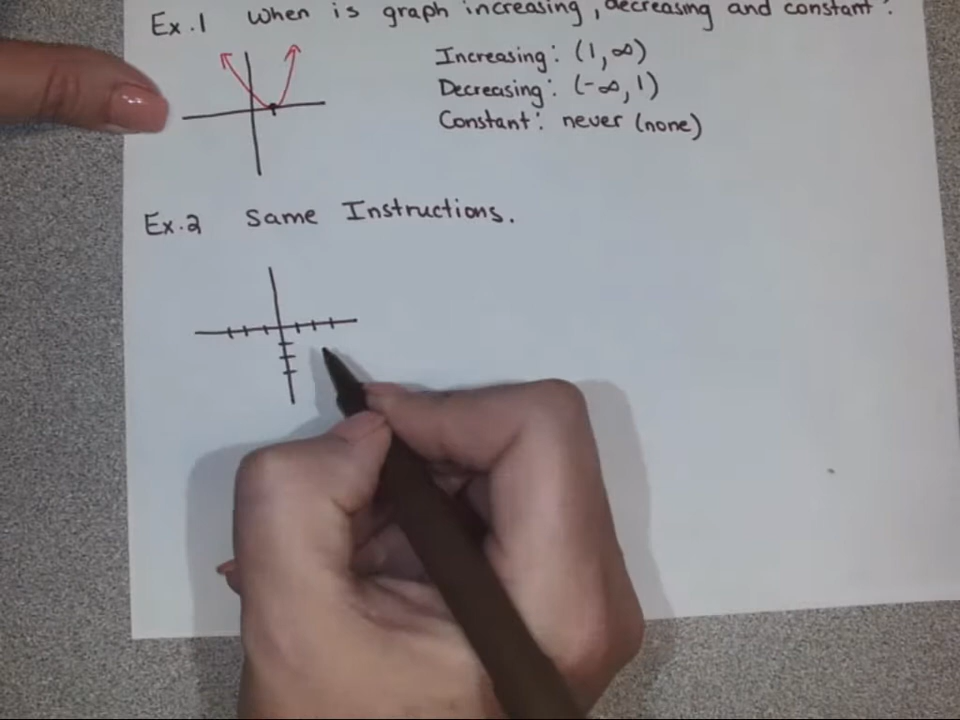 Ex.1 When is graph increasing, decreasing and constant?
Increasing: (1, ∞)
Decreasing: (-∞, 1)
Constant: never (none)
Ex.2 Same Instructions.